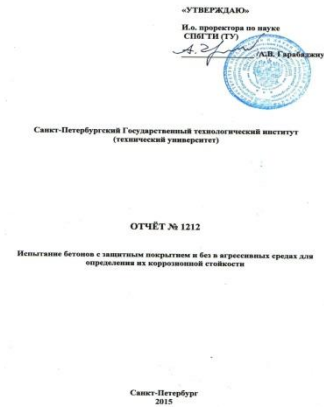 «УТВЕРЖДАЮ»
И.о. проректора по науке
СПбГТИ (ТУ)
А.В. Гарабаджиу
Санкт-Петербургский Государственный технологический институт
(технический университет)
ОТЧЁТ № 1212
Испытание бетонов с защитным покрытием и без в агрессивных средах для
определения их коррозионной стойкости
Санкт-Петербург
2015